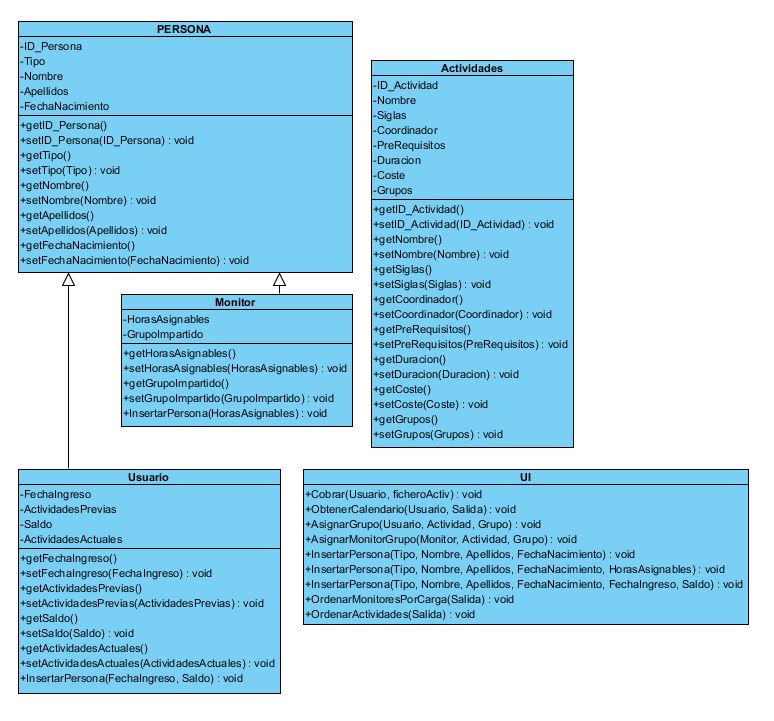 PERSONA
-ID_Persona
-Tipo
-Nombre
-Apellidos
-FechaNacimiento
+getID_Persona()
+setID_Persona(ID_Persona) : void
+getTipo()
+setTipo(Tipo) : void
+getNombre()
+setNombre(Nombre) : void
+getApellidos()
+setApellidos(Apellidos) : void
+getFechaNacimiento()
+setFechaNacimiento(FechaNacimiento) : void
Actividades
-ID_Actividad
-Nombre
-Siglas
-Coordinador
-PreRequisitos
-Duracion
-Coste
-Grupos
+getID_Actividad()
+setID_Actividad(ID_Actividad) : void
+getNombre()
+setNombre(Nombre) : void
+getSiglas()
+setSiglas(Siglas) : void
+getCoordinador()
+setCoordinador(Coordinador) : void
+getPreRequisitos()
+setPreRequisitos(PreRequisitos) : void
+getDuracion()
+setDuracion(Duracion) : void
+getCoste()
+setCoste(Coste) : void
+getGrupos()
+setGrupos(Grupos) : void
Monitor
-HorasAsignables
-GrupoImpartido
+getHorasAsignables()
+setHorasAsignables(HorasAsignables) : void
+getGrupoImpartido()
+setGrupoImpartido(GrupoImpartido) : void
+InsertarPersona(HorasAsignables) : void
Usuario
-FechaIngreso
-ActividadesPrevias
-Saldo
-ActividadesActuales
+getFechaIngreso()
+setFechaIngreso(FechaIngreso) : void
+getActividadesPrevias()
+setActividadesPrevias(ActividadesPrevias) : void
+getSaldo()
+setSaldo(Saldo) : void
+getActividadesActuales()
+setActividadesActuales(ActividadesActuales) : void
+InsertarPersona(FechaIngreso, Saldo) : void
UI
+Cobrar(Usuario, ficheroActiv) : void
+ObtenerCalendario(Usuario, Salida) : void
+AsignarGrupo(Usuario, Actividad, Grupo) : void
+AsignarMonitorGrupo(Monitor, Actividad, Grupo) : void
+InsertarPersona(Tipo, Nombre, Apellidos, FechaNacimiento) : void
+InsertarPersona(Tipo, Nombre, Apellidos, FechaNacimiento, HorasAsignables) : void
+InsertarPersona(Tipo, Nombre, Apellidos, FechaNacimiento, FechaIngreso, Saldo) : void
+OrdenarMonitoresPorCarga(Salida) : void
+OrdenarActividades(Salida) : void